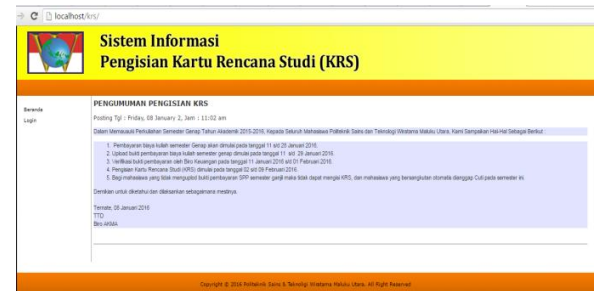 localhost/krs/
Sistem Informasi
Pengisian Kartu Rencana Studi (KRS)
Beranda
Login
PENGUMUMAN PENGISIAN KRS
Posting Tgl : Friday, 08 January 2, Jam : 11:02 am
Dalam Memasuki Perkuliahan Semester Genap Tahun Akademik 2015-2016, Kepada Seluruh Mahasiswa Politeknik Sains dan Teknologi Wiratama Maluku Utara, Kami Sampaikan Hal-Hal Sebagai Berikut :
1. Pembayaran biaya kuliah semester Genap akan dimulai pada tanggal 11 s/d 25 Januari 2016.
2. Upload bukti pembayaran biaya kuliah semester genap dimulai pada tanggal 11 s/d 28 Januari 2016.
3. Verifikasi bukti pembayaran oleh Biro Keuangan pada tanggal 11 Januari 2016 s/d 01 Februari 2016.
4. Pengisian Kartu Rencana Studi (KRS) dimulai pada tanggal 02 s/d 09 Februari 2016.
5. Bagi mahasiswa yang tidak mengupload bukti pembayaran SPP semester ganjil maka tidak dapat mengisi KRS, dan mahasiswa yang bersangkutan otomatis dianggap Cuti pada semester ini.
Demikian untuk diketahui dan dilaksanakan sebagaimana mestinya.
Ternate, 08 Januari 2016
TTD
Biro AKMA
Copyright © 2016 Politeknik Sains & Teknologi Wiratama Maluku Utara. All Right Reserved